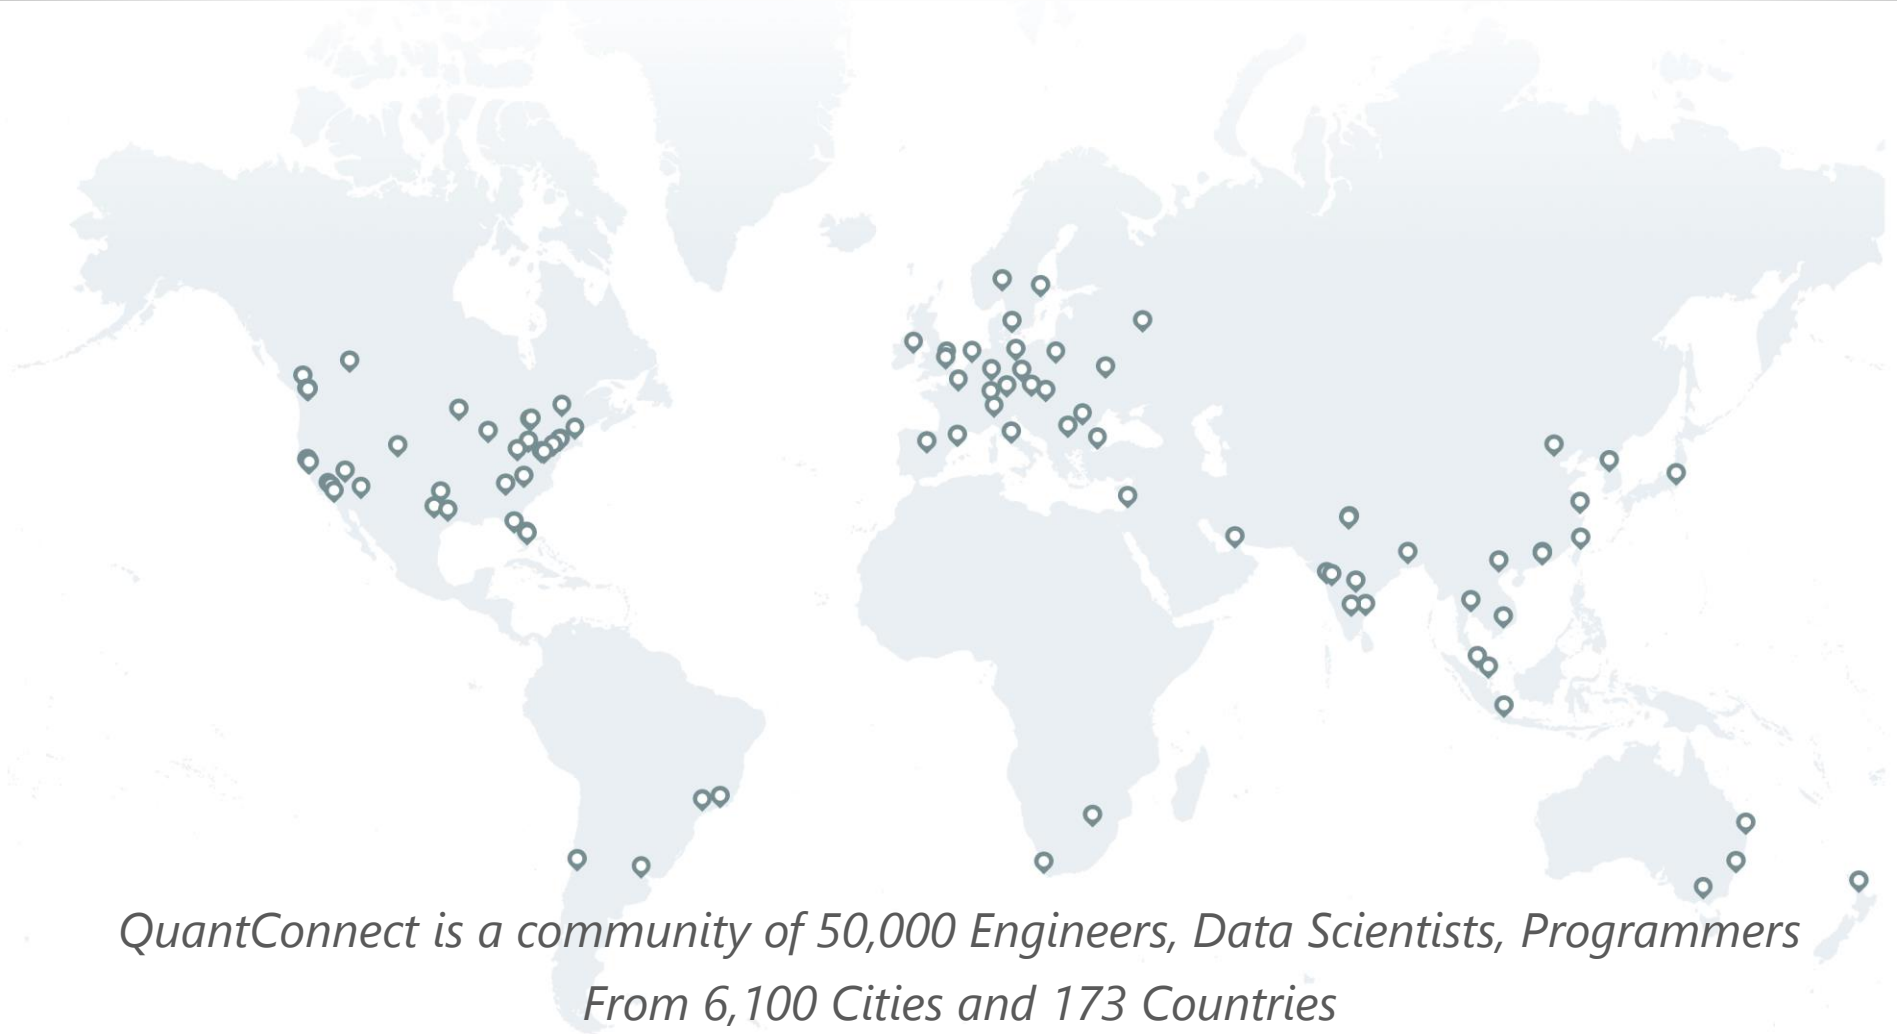 QuantConnect is a community of 50,000 Engineers, Data Scientists, Programmers
From 6,100 Cities and 173 Countries